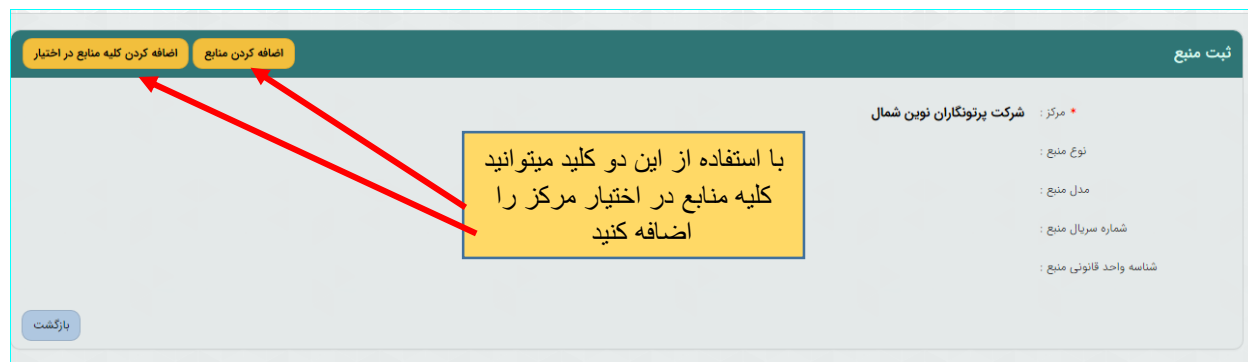 ثبت منبع
اضافه کردن منابع
اضافه کردن کلیه منابع در اختیار
* مرکز : شرکت پرتونگاران نوین شمال
نوع منبع :
مدل منبع :
شماره سریال منبع :
شناسه واحد قانونی منبع :
با استفاده از این دو کلید میتوانید
کلیه منابع در اختیار مرکز را
اضافه کنید
بازگشت